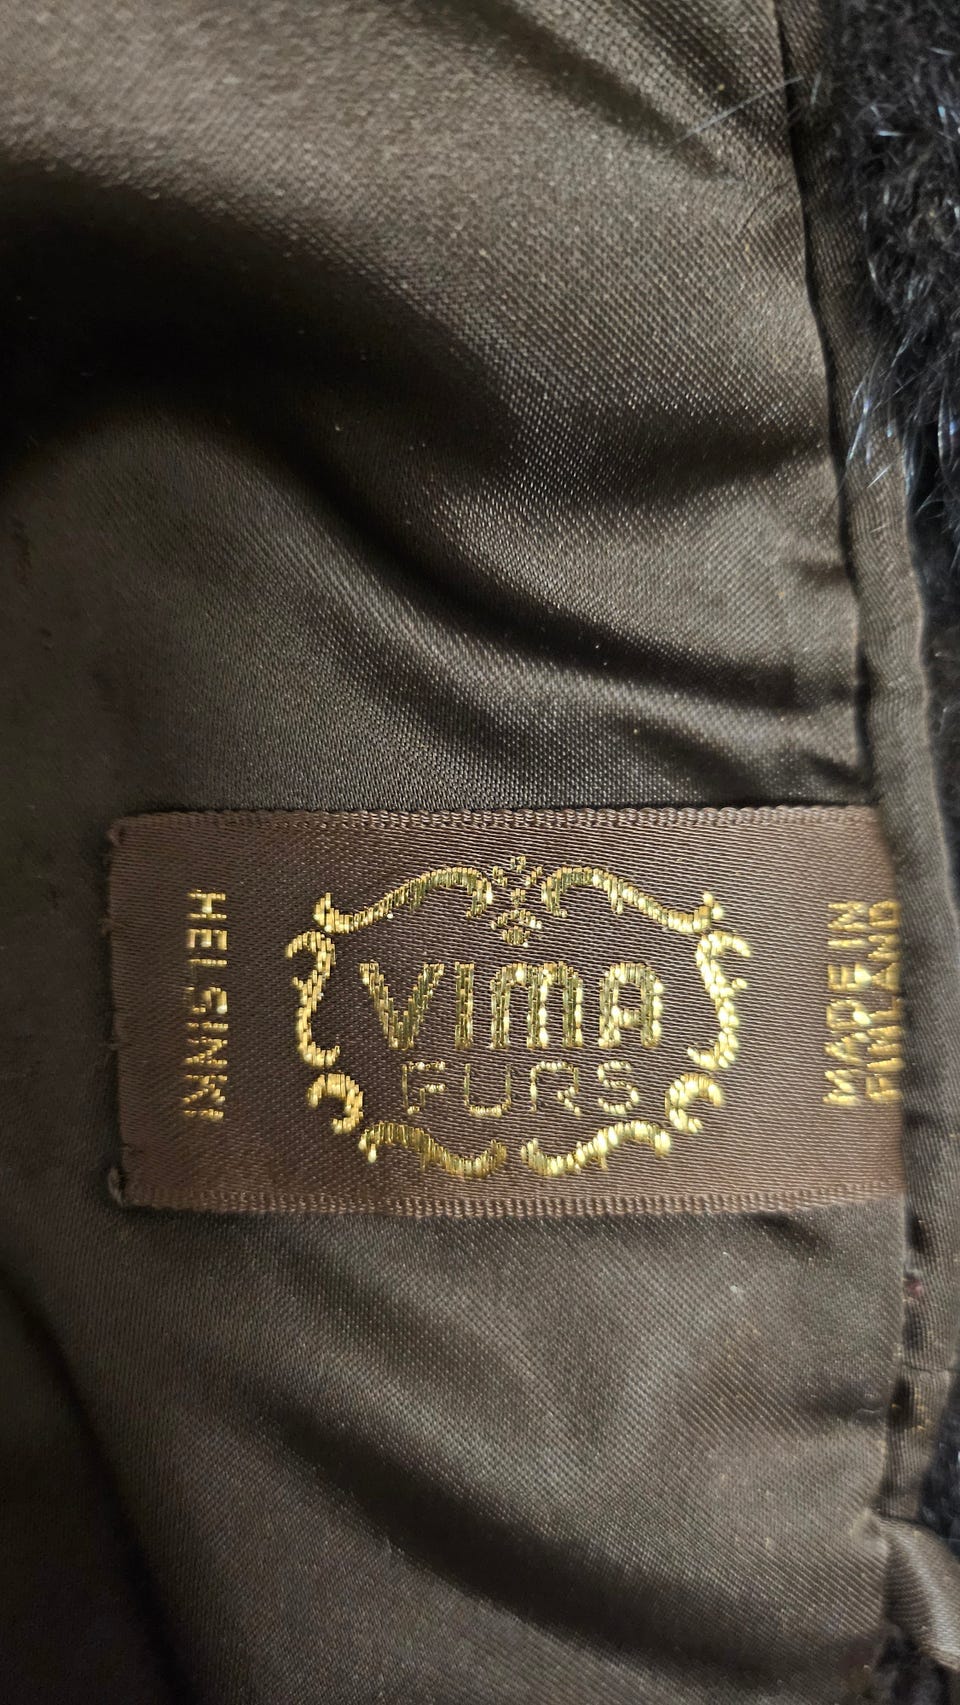 HELSINKI
VIMA
FURS
MADE IN
FINLAND